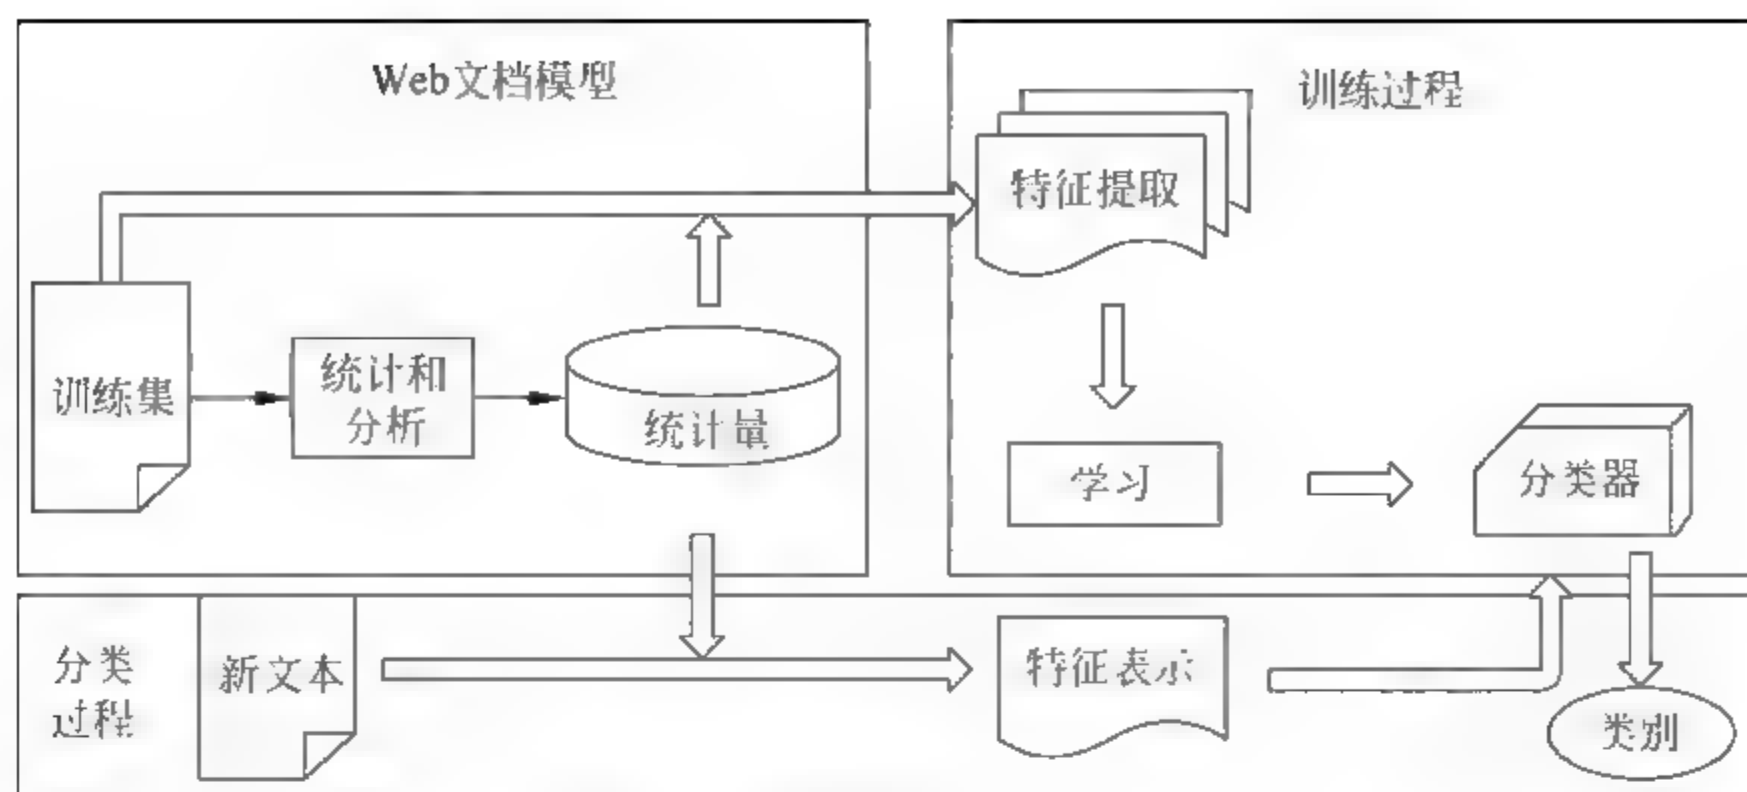 Web文档模型
训练过程
特征提取
训练集
统计和
分析
统计量
学习
分类器
分类
过程
新文本
特征表示
类别